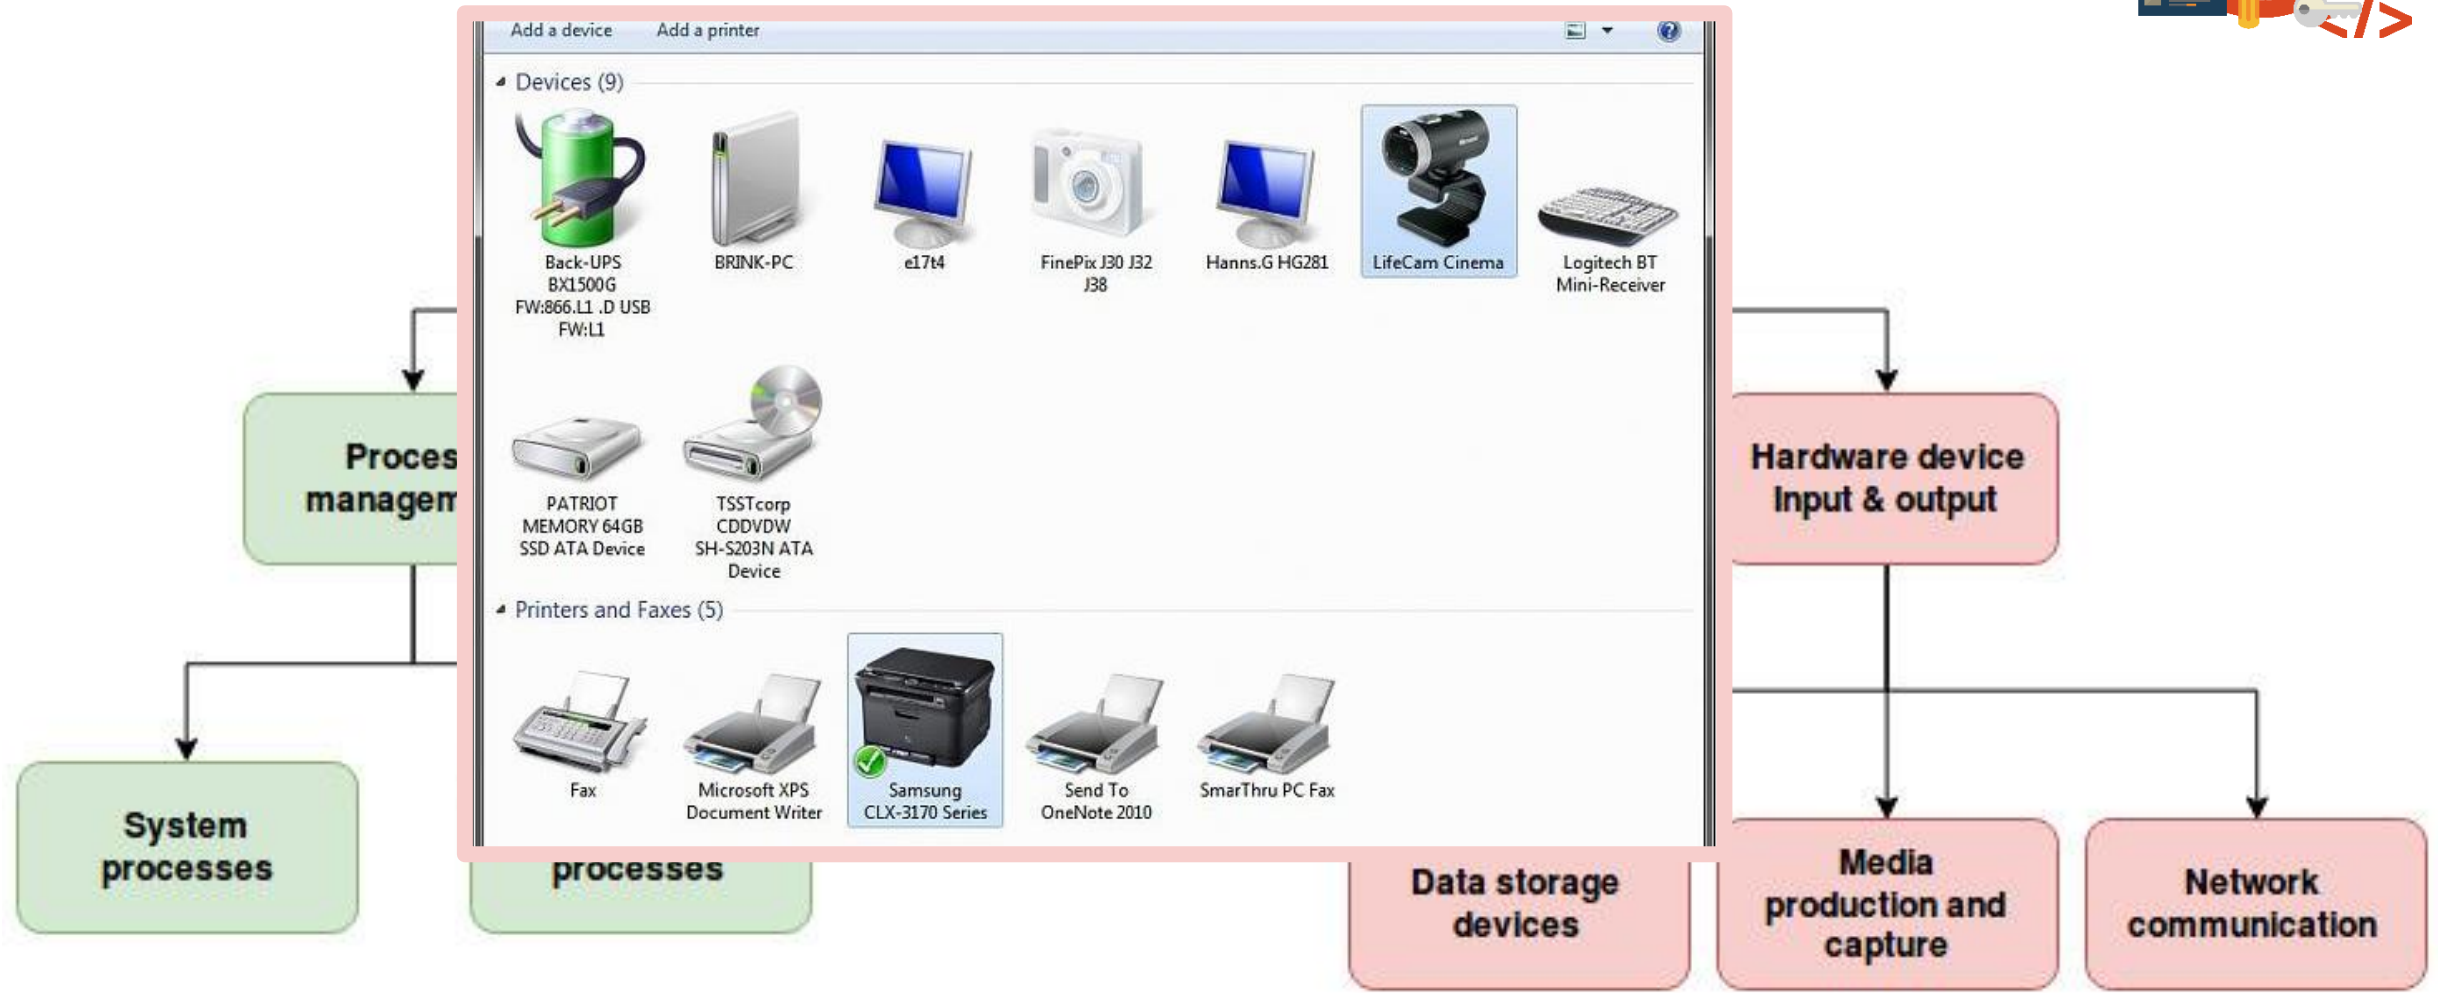 Add a device
Add a printer
</>
Devices (9)
Back-UPS
BX1500G
FW:866.L1 .D USB
FW:L1
BRINK-PC
e17t4
FinePix J30 J32
J38
Hanns.G HG281
LifeCam Cinema
Logitech BT
Mini-Receiver
PATRIOT
MEMORY 64GB
SSD ATA Device
TSSTcorp
CDDVDW
SH-S203N ATA
Device
Printers and Faxes (5)
Fax
Microsoft XPS
Document Writer
Samsung
CLX-3170 Series
Send To
OneNote 2010
SmarThru PC Fax
Proces
managem
Hardware device
Input & output
System
processes
processes
Data storage
devices
Media
production and
capture
Network
communication